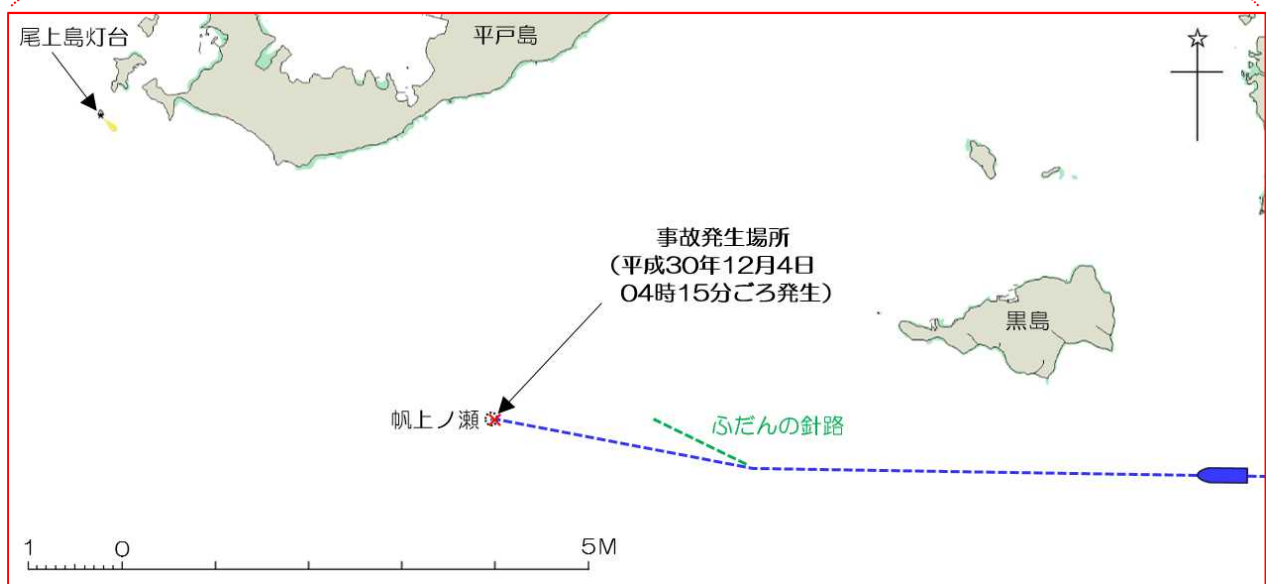 尾上島灯台
平戸島
事故発生場所
（平成30年12月4日
04時15分ごろ発生）
黒島
帆上ノ瀬
ふだんの針路
1 0 5M